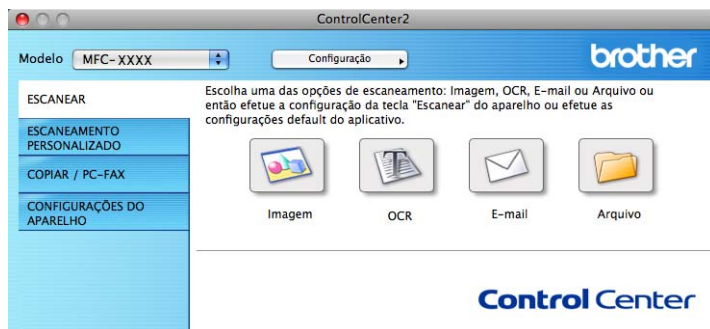 ControlCenter2
Modelo MFC-XXXX Configuração brother
ESCANEAR
ESCANEAMENTO
PERSONALIZADO
COPIAR / PC-FAX
CONFIGURAÇÕES DO
APARELHO
Escolha uma das opções de escaneamento: Imagem, OCR, E-mail ou Arquivo ou
então efetue a configuração da tecla "Escanear" do aparelho ou efetue as
configurações default do aplicativo.
T
Imagem OCR E-mail Arquivo
Control Center